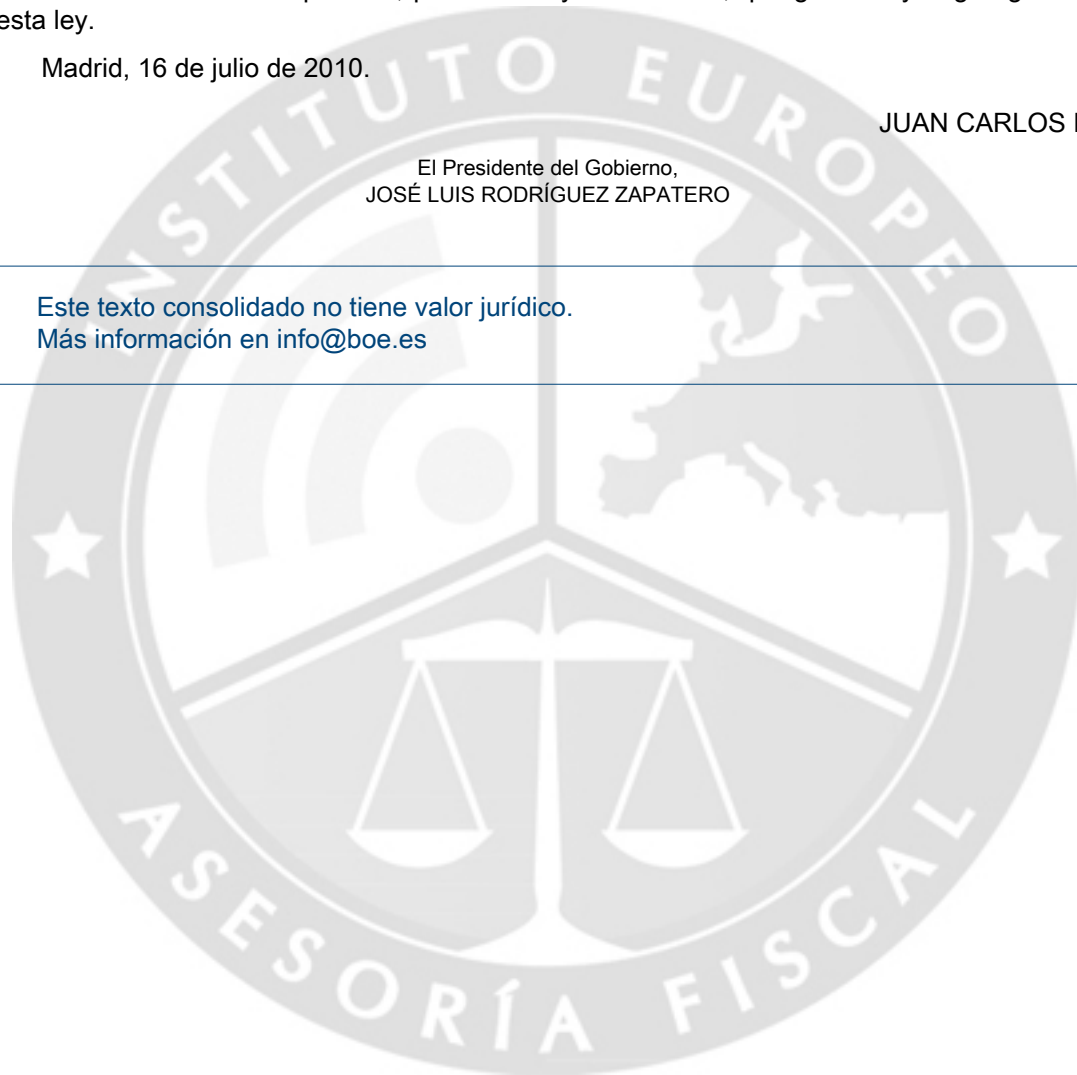 esta ley.
Madrid, 16 de julio de 2010.
JUAN CARLOS
El Presidente del Gobierno,
JOSÉ LUIS RODRÍGUEZ ZAPATERO
Este texto consolidado no tiene valor jurídico.
Más información en info@boe.es
INSTITUTO EUROPEO
ASESORÍA FISCAL